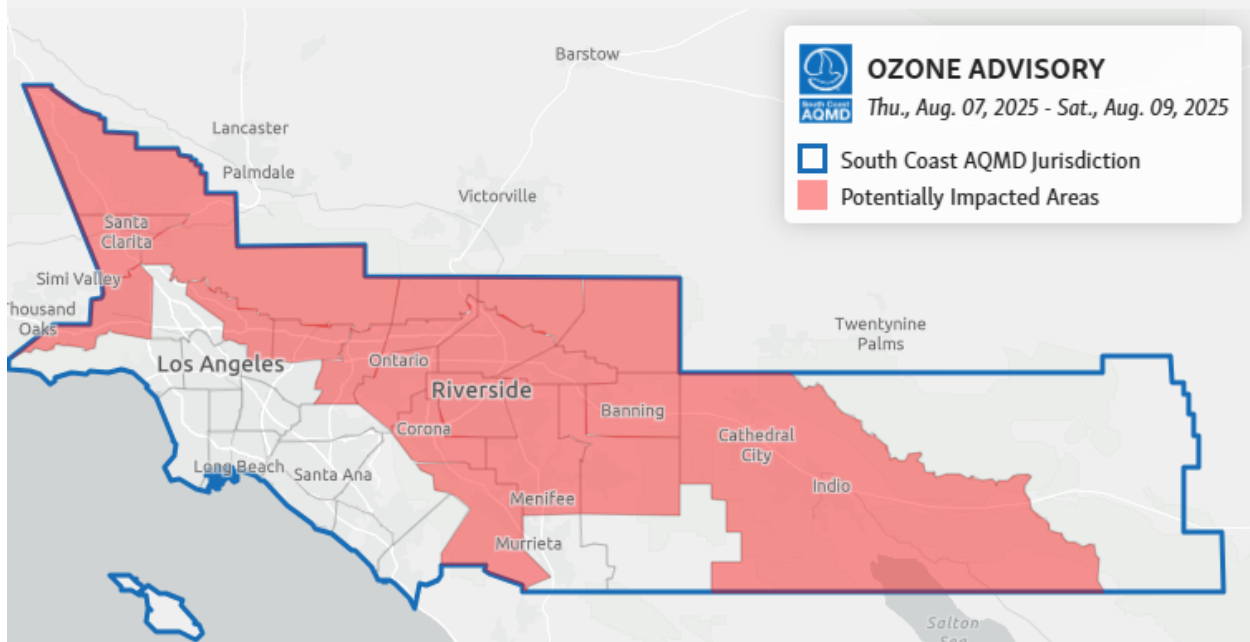 Barstow
Lancaster
Palmdale
Victorville
Santa
Clarita
Simi Valley
Thousand
Oaks
Los Angeles
Ontario
Riverside
Banning
Corona
Cathedral
City
Indio
Long Beach
Santa Ana
Menifee
Murrieta
Twentynine
Palms
Salton
Sea
South Coast
AQMD
OZONE ADVISORY
Thu., Aug. 07, 2025 - Sat., Aug. 09, 2025
South Coast AQMD Jurisdiction
Potentially Impacted Areas